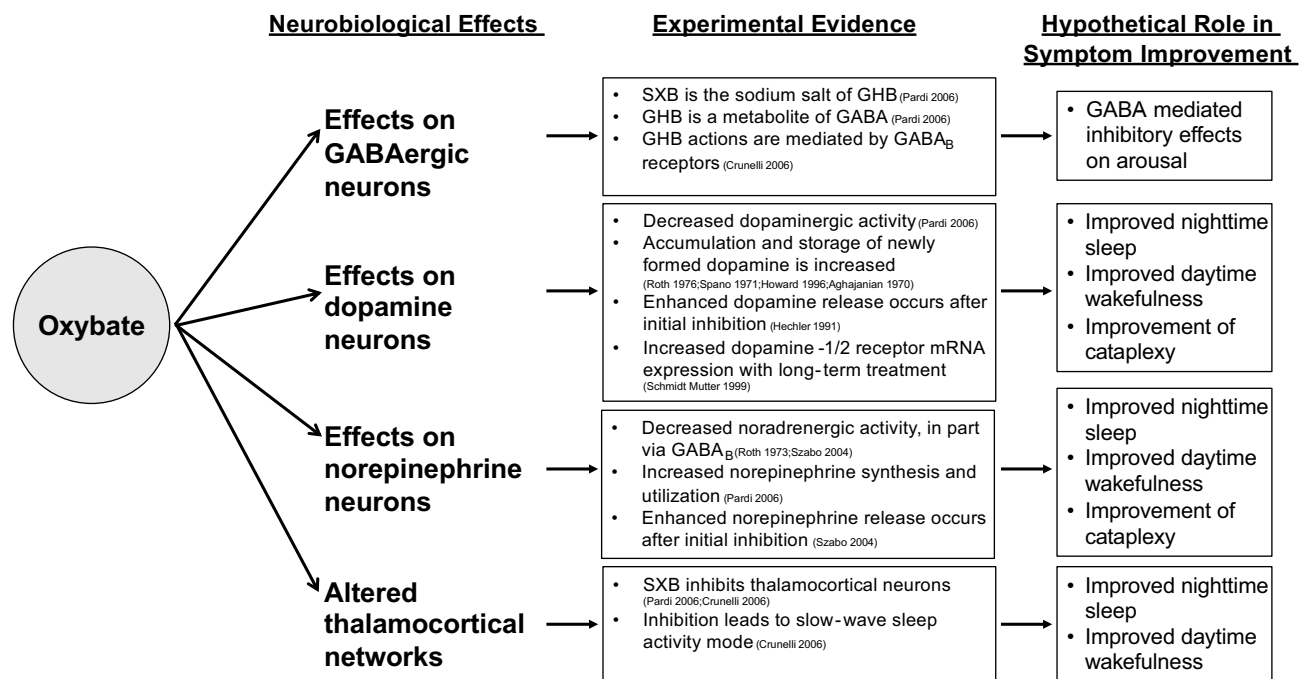 Neurobiological Effects
Experimental Evidence
Hypothetical Role in
Symptom Improvement
Oxybate
Effects on
GABAergic
neurons
• SXB is the sodium salt of GHB (Pardi 2006)
• GHB is a metabolite of GABA (Pardi 2006)
• GHB actions are mediated by GABAB
receptors (Crunelli 2006)
• GABA mediated
inhibitory effects
on arousal
Effects on
dopamine
neurons
• Decreased dopaminergic activity (Pardi 2006)
• Accumulation and storage of newly
formed dopamine is increased
(Roth 1976;Spano 1971;Howard 1996;Aghajanian 1970)
• Enhanced dopamine release occurs after
initial inhibition (Hechler 1991)
• Increased dopamine -1/2 receptor mRNA
expression with long-term treatment
(Schmidt Mutter 1999)
• Improved nighttime
sleep
• Improved daytime
wakefulness
• Improvement of
cataplexy
Effects on
norepinephrine
neurons
• Decreased noradrenergic activity, in part
via GABAB (Roth 1973;Szabo 2004)
• Increased norepinephrine synthesis and
utilization (Pardi 2006)
• Enhanced norepinephrine release occurs
after initial inhibition (Szabo 2004)
• Improved nighttime
sleep
• Improved daytime
wakefulness
• Improvement of
cataplexy
Altered
thalamocortical
networks
• SXB inhibits thalamocortical neurons
(Pardi 2006;Crunelli 2006)
• Inhibition leads to slow-wave sleep
activity mode (Crunelli 2006)
• Improved nighttime
sleep
• Improved daytime
wakefulness